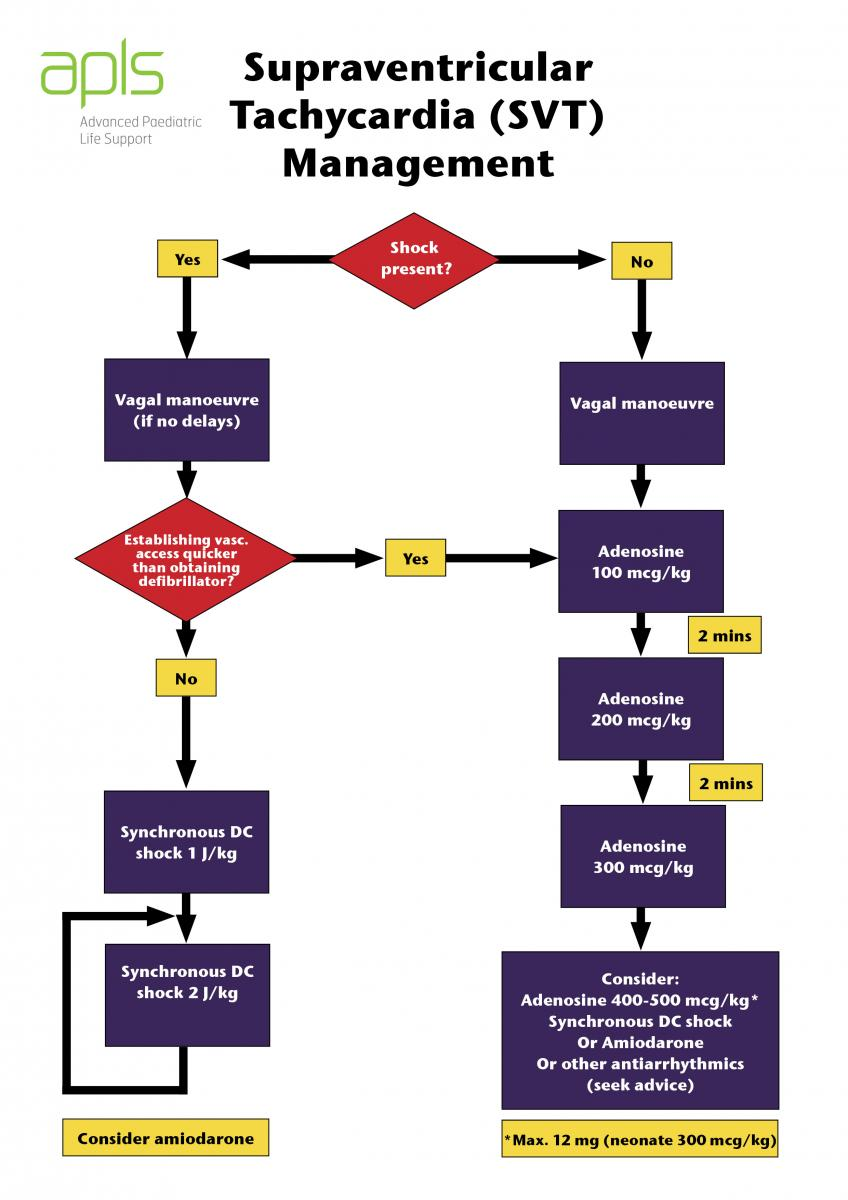 apls
Advanced Paediatric
Life Support
Supraventricular
Tachycardia (SVT)
Management
Shock
present?
Yes
No
Vagal manoeuvre
(if no delays)
Vagal manoeuvre
Establishing vasc.
access quicker
than obtaining
defibrillator?
Yes
Adenosine
100 mcg/kg
2 mins
No
Adenosine
200 mcg/kg
2 mins
Synchronous DC
shock 1 J/kg
Adenosine
300 mcg/kg
Synchronous DC
shock 2 J/kg
Consider:
Adenosine 400-500 mcg/kg*
Synchronous DC shock
Or Amiodarone
Or other antiarrhythmics
(seek advice)
Consider amiodarone
*Max. 12 mg (neonate 300 mcg/kg)